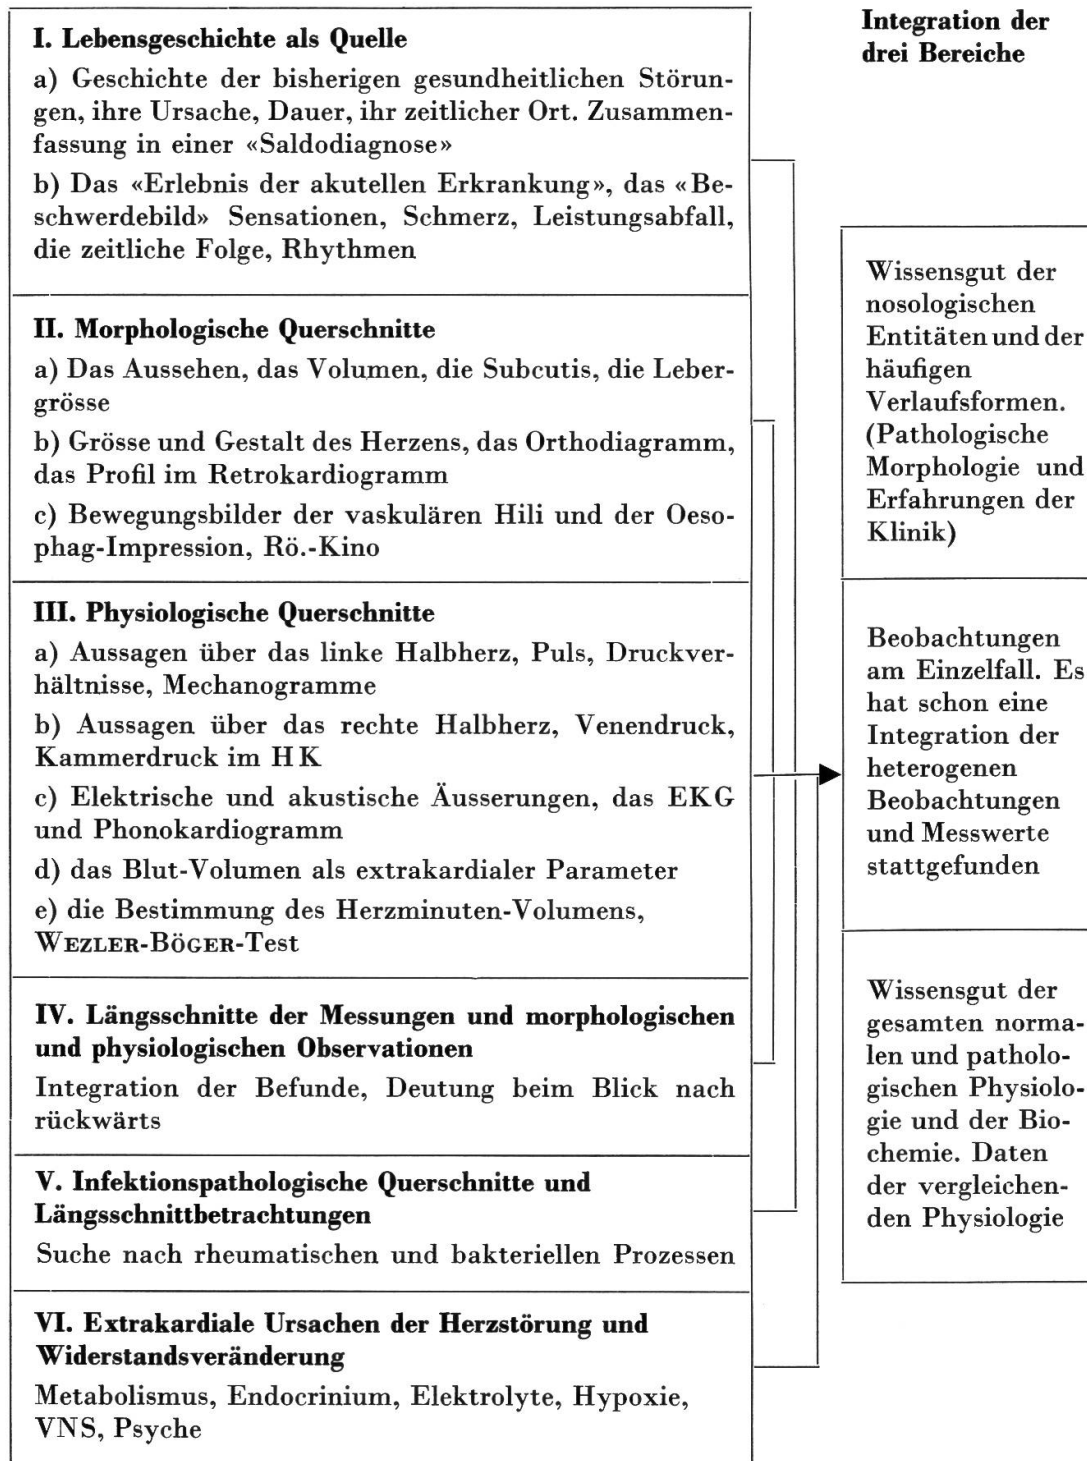 I. Lebensgeschichte als Quelle
a) Geschichte der bisherigen gesundheitlichen Störun-
gen, ihre Ursache, Dauer, ihr zeitlicher Ort. Zusammen-
fassung in einer «Saldodiagnose»
b) Das «Erlebnis der akutellen Erkrankung», das «Be-
schwerdebild» Sensationen, Schmerz, Leistungsabfall,
die zeitliche Folge, Rhythmen
II. Morphologische Querschnitte
a) Das Aussehen, das Volumen, die Subcutis, die Leber-
grösse
b) Grösse und Gestalt des Herzens, das Orthodiagramm,
das Profil im Retrokardiogramm
c) Bewegungsbilder der vaskulären Hili und der Oeso-
phag-Impression, Rö.-Kino
III. Physiologische Querschnitte
a) Aussagen über das linke Halbherz, Puls, Druckver-
hältnisse, Mechanogramme
b) Aussagen über das rechte Halbherz, Venendruck,
Kammerdruck im HK
c) Elektrische und akustische Äusserungen, das EKG
und Phonokardiogramm
d) das Blut-Volumen als extrakardialer Parameter
e) die Bestimmung des Herzminuten-Volumens,
WEZLER-BÖGER-Test
IV. Längsschnitte der Messungen und morphologischen
und physiologischen Observationen
Integration der Befunde, Deutung beim Blick nach
rückwärts
V. Infektionspathologische Querschnitte und
Längsschnittbetrachtungen
Suche nach rheumatischen und bakteriellen Prozessen
VI. Extrakardiale Ursachen der Herzstörung und
Widerstandsveränderung
Metabolismus, Endocrinium, Elektrolyte, Hypoxie,
VNS, Psyche
Integration der
drei Bereiche
Wissensgut der
nosologischen
Entitäten und der
häufigen
Verlaufsformen.
(Pathologische
Morphologie und
Erfahrungen der
Klinik)
Beobachtungen
am Einzelfall. Es
hat schon eine
Integration der
heterogenen
Beobachtungen
und Messwerte
stattgefunden
Wissensgut der
gesamten norma-
len und patholo-
gischen Physiolo-
gie und der Bio-
chemie. Daten
der vergleichen-
den Physiologie